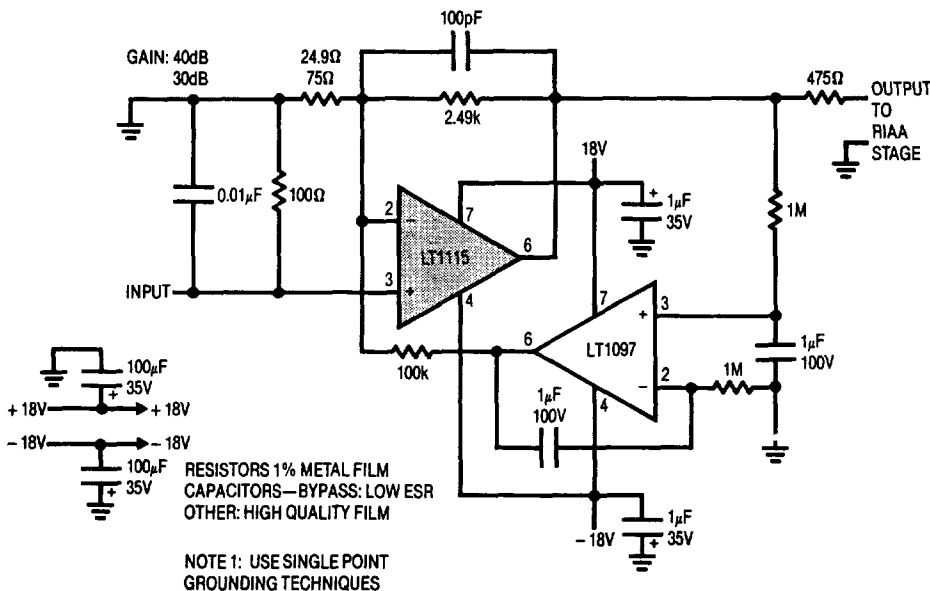 100pF
GAIN: 40dB
30dB
24.9Ω
75Ω
2.49k
475Ω
OUTPUT
TO
RIAA
STAGE
0.01µF
100Ω
18V
1µF
35V
1M
2
7
LT1115
6
3
4
INPUT
7
3
6
LT1097
2
4
1M
1µF
100V
100k
1µF
100V
100µF
35V
+ 18V
+ 18V
– 18V
– 18V
100µF
35V
RESISTORS 1% METAL FILM
CAPACITORS—BYPASS: LOW ESR
OTHER: HIGH QUALITY FILM
– 18V
1µF
35V
NOTE 1: USE SINGLE POINT
GROUNDING TECHNIQUES